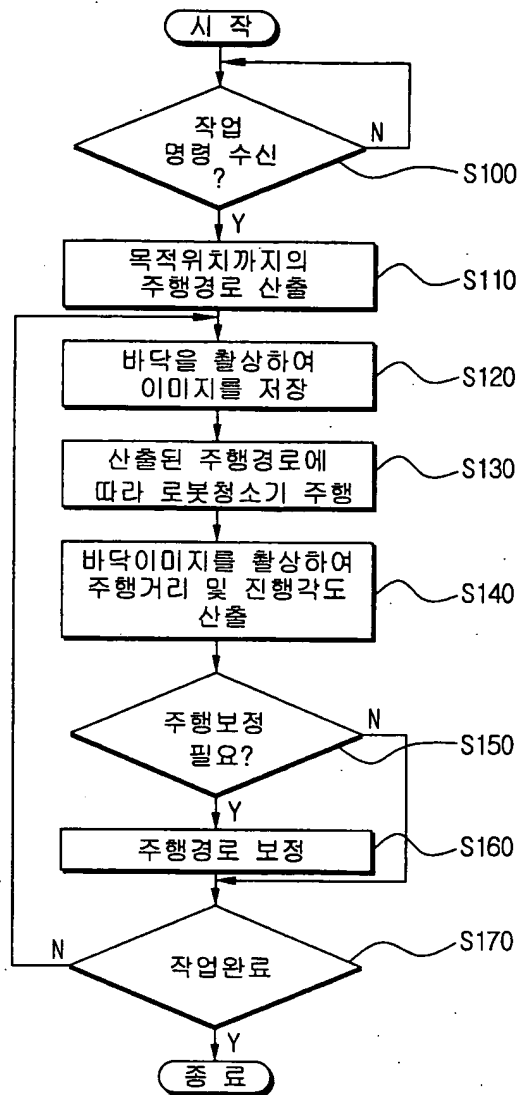 시 작
작업
명령 수신
?
N
S100
Y
목적위치까지의
주행경로 산출
S110
바닥을 촬상하여
이미지를 저장
S120
산출된 주행경로에
따라 로봇청소기 주행
S130
바닥이미지를 촬상하여
주행거리 및 진행각도
산출
S140
주행보정
필요?
N
S150
Y
주행경로 보정
S160
N
작업완료
S170
Y
종 료